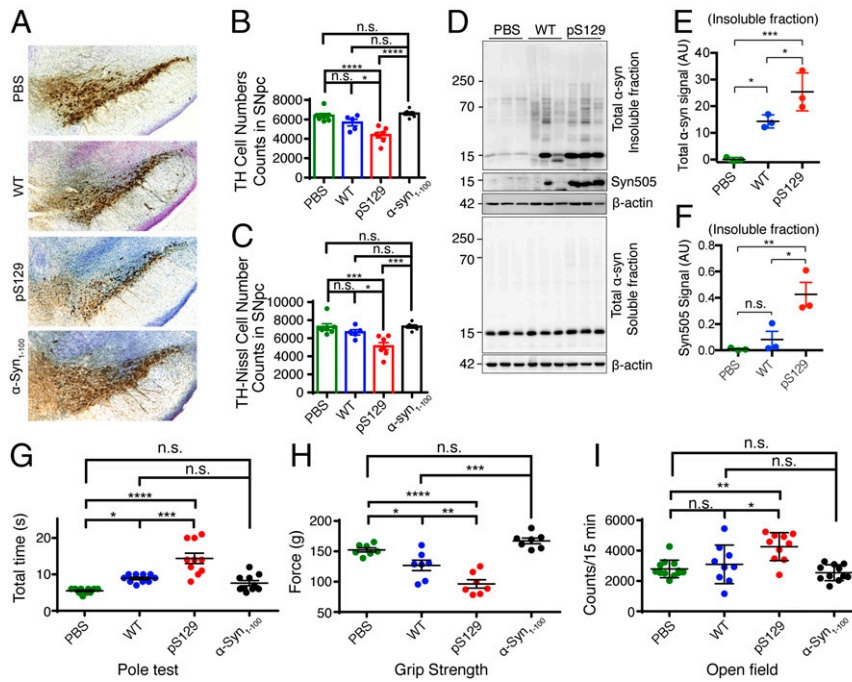 A
PBS
WT
pS129
α-Syn1-100
B
n.s.
n.s.
****
****
n.s.
*
TH Cell Numbers
Counts in SNpc
8000
6000
4000
2000
0
PBS
WT
pS129
α-syn1-100
C
n.s.
n.s.
***
***
n.s.
*
TH-Nissl Cell Number
Counts in SNpc
10000
8000
6000
4000
2000
0
PBS
WT
pS129
α-syn1-100
D
PBS WT pS129
250
70
15
15
42
250
70
15
42
Total α-syn
Insoluble fraction
Syn505
β-actin
Total α-syn
Soluble fraction
β-actin
E
(Insoluble fraction)
***
*
*
Total α-syn signal (AU)
40
30
20
10
0
PBS
WT
pS129
F
(Insoluble fraction)
**
*
n.s.
Syn505 Signal (AU)
0.8
0.6
0.4
0.2
0.0
PBS
WT
pS129
G
n.s.
n.s.
****
* ***
Total time (s)
20
10
0
PBS
WT
pS129
α-Syn1-100
Pole test
H
n.s.
***
****
* **
Force (g)
200
150
100
50
PBS
WT
pS129
α-Syn1-100
Grip Strength
I
n.s.
n.s.
**
n.s. *
Counts/15 min
6000
4000
2000
0
PBS
WT
pS129
α-Syn1-100
Open field